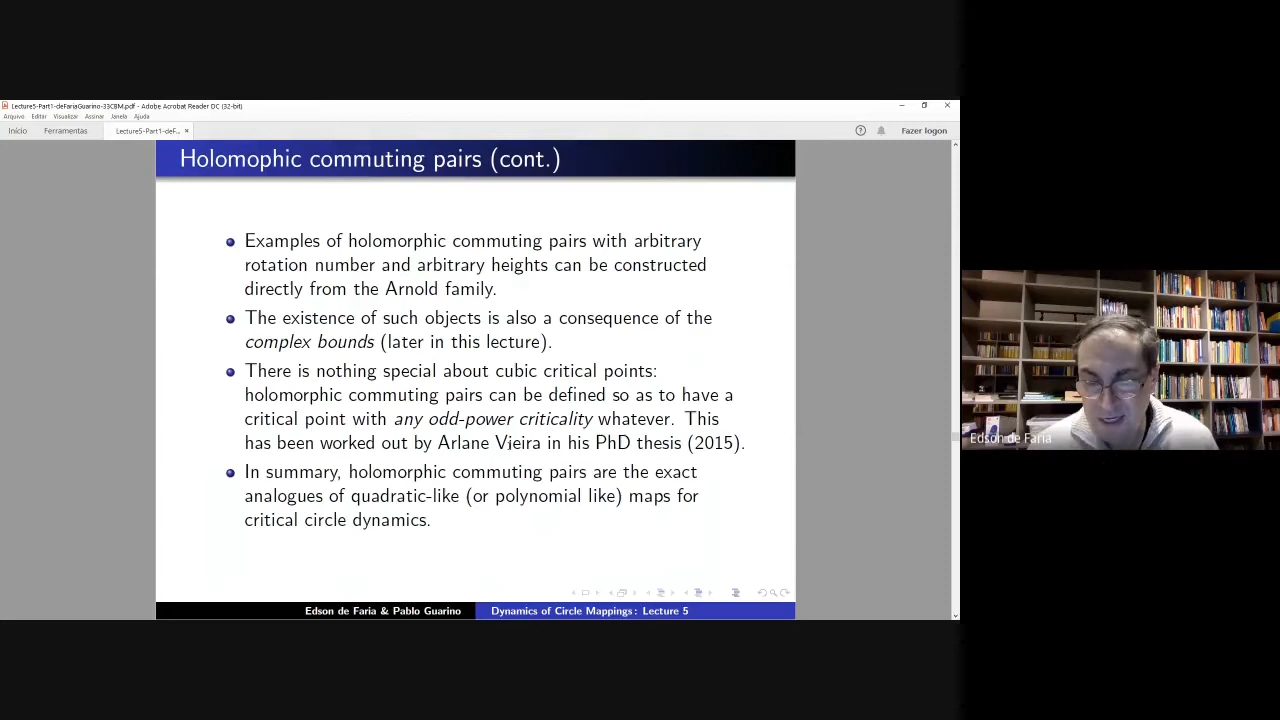 Lecture5-Part1-deFariaGuarino-33CBM.pdf - Adobe Acrobat Reader DC (32-bit)
Arquivo Editar Visualizar Assinar Janela Ajuda
Início Ferramentas Lecture5-Part1-deF... Fazer logon
Holomophic commuting pairs (cont.)
Examples of holomorphic commuting pairs with arbitrary
rotation number and arbitrary heights can be constructed
directly from the Arnold family.
The existence of such objects is also a consequence of the
complex bounds (later in this lecture).
There is nothing special about cubic critical points:
holomorphic commuting pairs can be defined so as to have a
critical point with any odd-power criticality whatever. This
has been worked out by Arlane Vieira in his PhD thesis (2015).
In summary, holomorphic commuting pairs are the exact
analogues of quadratic-like (or polynomial like) maps for
critical circle dynamics.
Edson de Faria & Pablo Guarino Dynamics of Circle Mappings: Lecture 5
Edson de Faria